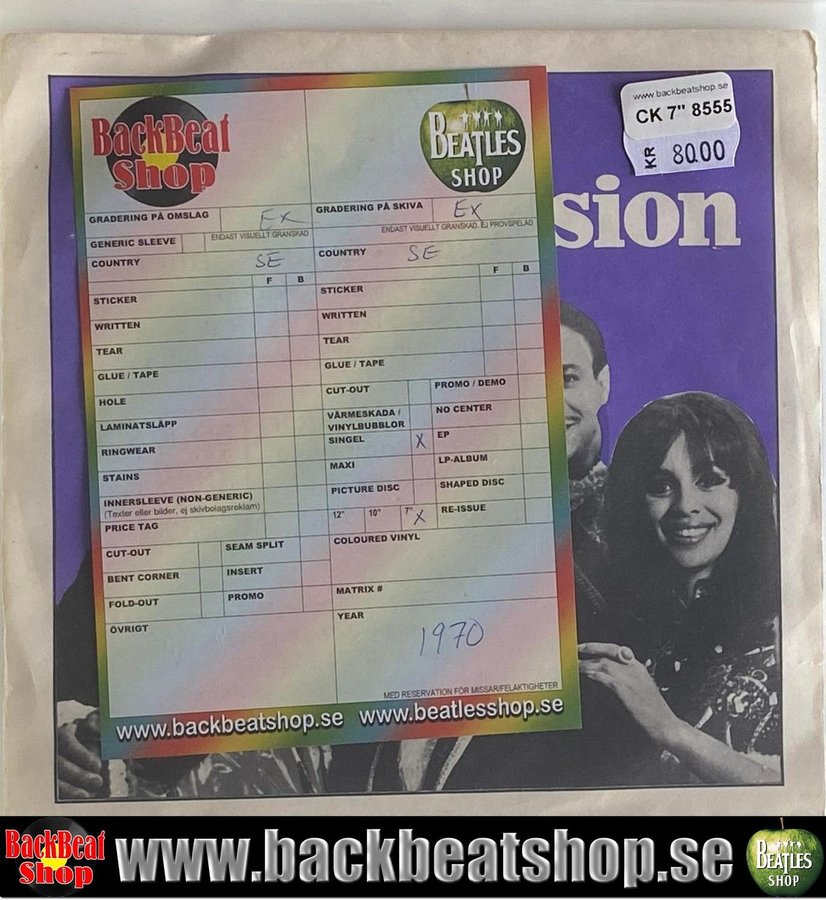 www.backbeatshop.se
CK 7" 8555
KR 80.00
sion
BackBeat
Shop
BEATLES
SHOP
GRADERING PÅ OMSLAG EX
GRADERING PÅ SKIVA EX
GENERIC SLEEVE
ENDAST VISUELLT GRANSKAD
ENDAST VISUELLT GRANSKAD. EJ PROVSPELAD
COUNTRY SE
COUNTRY SE
F B
F B
STICKER
STICKER
WRITTEN
WRITTEN
TEAR
TEAR
GLUE / TAPE
GLUE / TAPE
HOLE
CUT-OUT
PROMO / DEMO
LAMINATSLÄPP
VÄRMESKADA /
VINYLBUBBLOR
NO CENTER
RINGWEAR
SINGEL X
EP
STAINS
MAXI
LP-ALBUM
INNERSLEEVE (NON-GENERIC)
(Texter eller bilder, ej skivbolagsreklam)
PICTURE DISC
SHAPED DISC
PRICE TAG
12" 10" 7" X
RE-ISSUE
CUT-OUT
SEAM SPLIT
COLOURED VINYL
BENT CORNER
INSERT
FOLD-OUT
PROMO
MATRIX #
ÖVRIGT
YEAR
1970
MED RESERVATION FÖR MISSAR/FELAKTIGHETER
www.backbeatshop.se www.beatlesshop.se
BackBeat
Shop
www.backbeatshop.se
BEATLES
SHOP